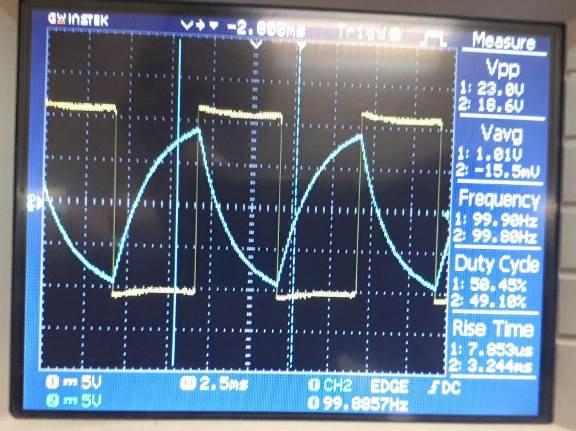 GWINSTEK
-2.800ms Trig'd
Measure
Vpp
1: 23.0V
2: 18.6V
Vavg
1: 1.01V
2: -15.5mV
Frequency
1: 99.90Hz
2: 99.80Hz
Duty Cycle
1: 50.45%
2: 49.10%
Rise Time
1: 7.853us
2: 3.244ms
1 5V 2.5ms CH2 EDGE DC
2 5V 99.8857Hz